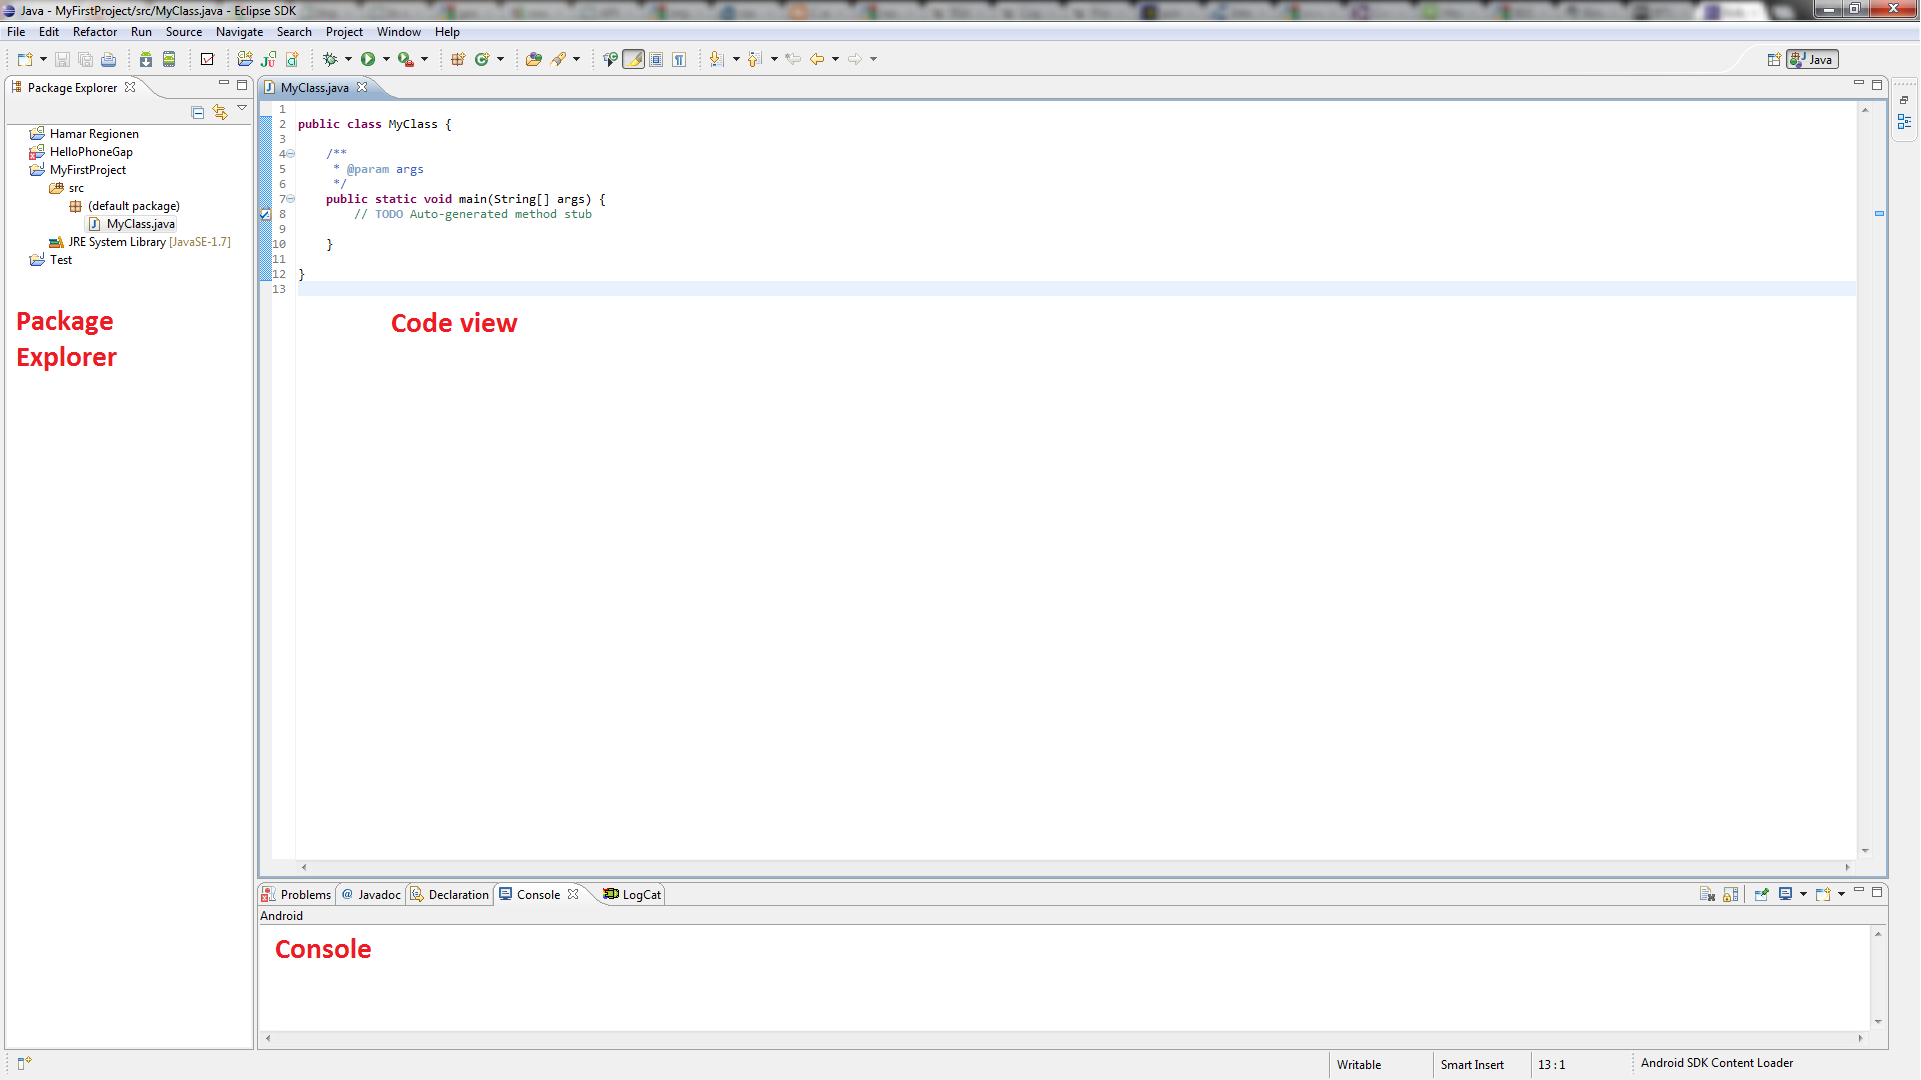 Java - MyFirstProject/src/MyClass.java - Eclipse SDK
File Edit Refactor Run Source Navigate Search Project Window Help
Java
Package Explorer
Hamar Regionen
HelloPhoneGap
MyFirstProject
src
(default package)
MyClass.java
JRE System Library [JavaSE-1.7]
Test
Package
Explorer
MyClass.java
1
2 public class MyClass {
3
4 /**
5 * @param args
6 */
7 public static void main(String[] args) {
8 // TODO Auto-generated method stub
9
10 }
11
12 }
13
Code view
Problems @ Javadoc Declaration Console LogCat
Android
Console
Writable Smart Insert 13 : 1 Android SDK Content Loader